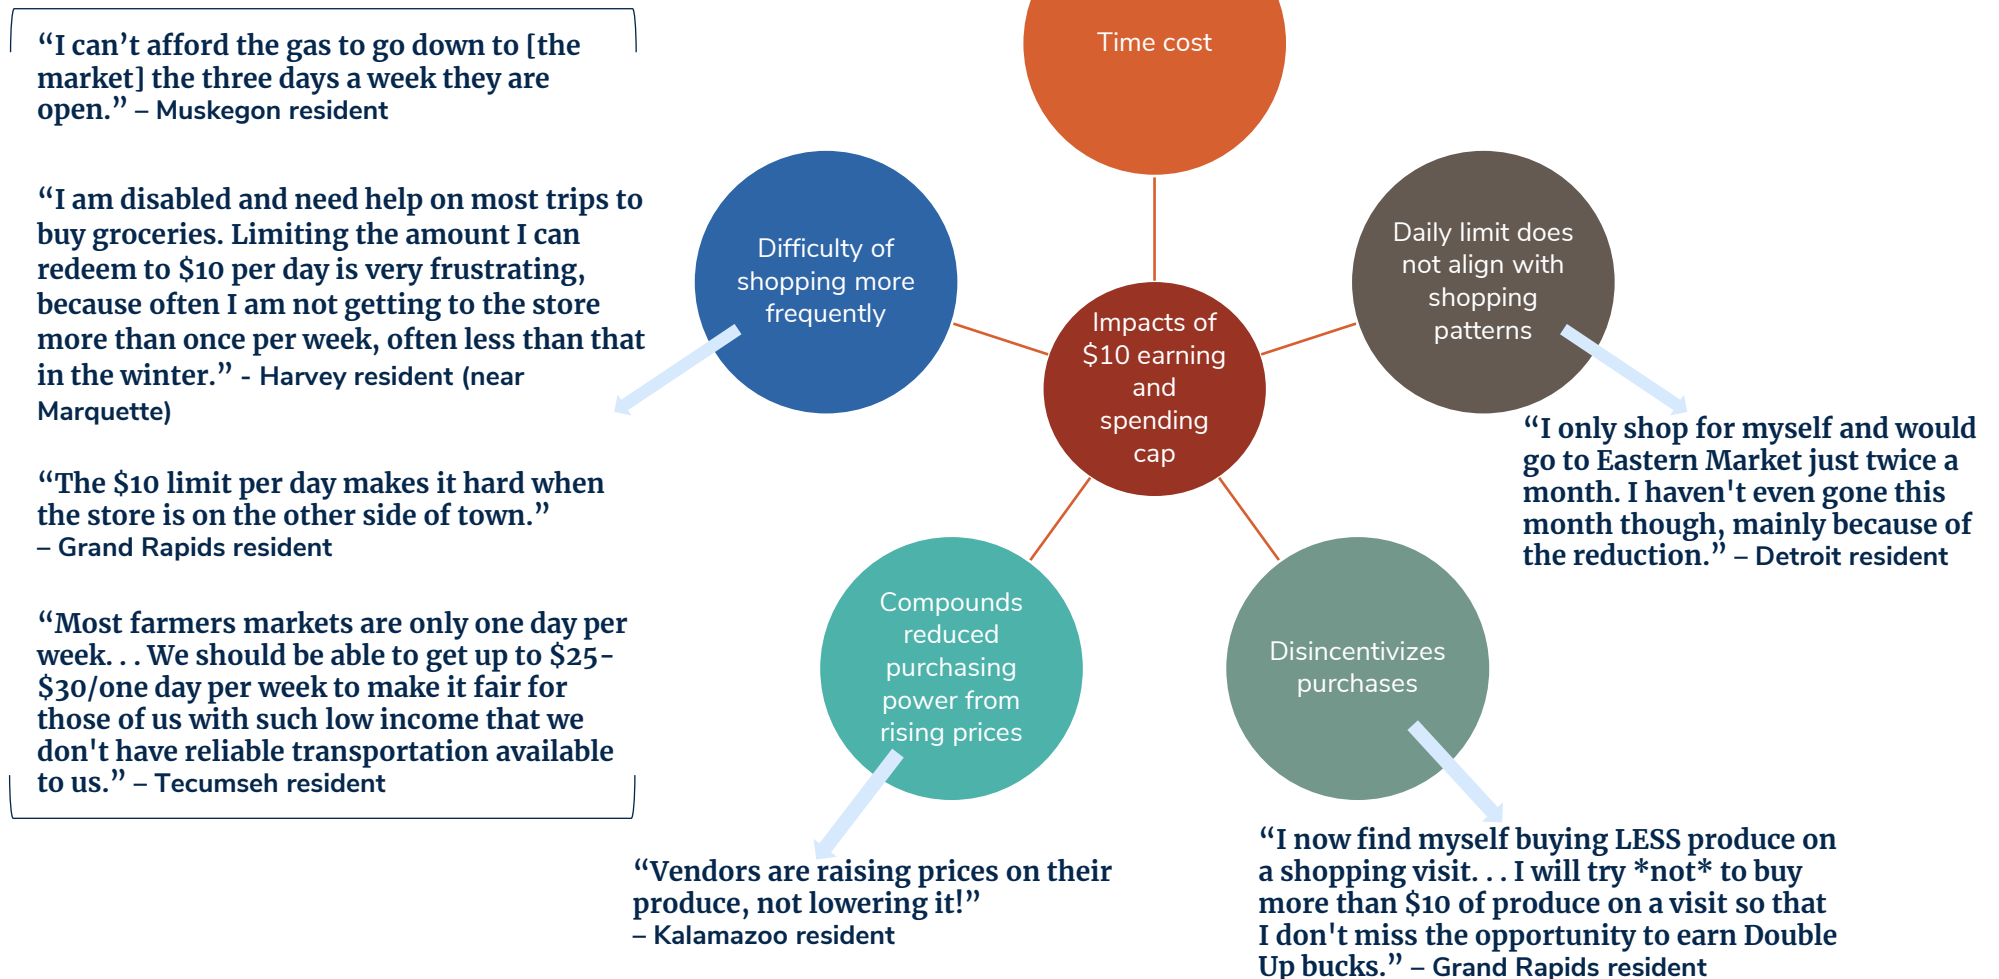 “I can’t afford the gas to go down to [the
market] the three days a week they are
open.” – Muskegon resident
“I am disabled and need help on most trips to
buy groceries. Limiting the amount I can
redeem to $10 per day is very frustrating,
because often I am not getting to the store
more than once per week, often less than that
in the winter.” - Harvey resident (near
Marquette)
“The $10 limit per day makes it hard when
the store is on the other side of town.”
– Grand Rapids resident
“Most farmers markets are only one day per
week. . . We should be able to get up to $25-
$30/one day per week to make it fair for
those of us with such low income that we
don't have reliable transportation available
to us.” – Tecumseh resident
Time cost
Difficulty of
shopping more
frequently
Impacts of
$10 earning
and
spending
cap
Daily limit does
not align with
shopping
patterns
“I only shop for myself and would
go to Eastern Market just twice a
month. I haven't even gone this
month though, mainly because of
the reduction.” – Detroit resident
Compounds
reduced
purchasing
power from
rising prices
Disincentivizes
purchases
“Vendors are raising prices on their
produce, not lowering it!”
– Kalamazoo resident
“I now find myself buying LESS produce on
a shopping visit. . . I will try *not* to buy
more than $10 of produce on a visit so that
I don't miss the opportunity to earn Double
Up bucks.” – Grand Rapids resident